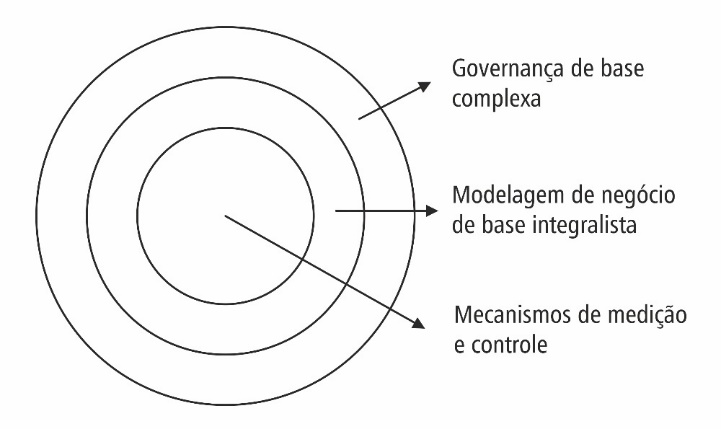 Governança de base
complexa
Modelagem de negócio
de base integralista
Mecanismos de medição
e controle